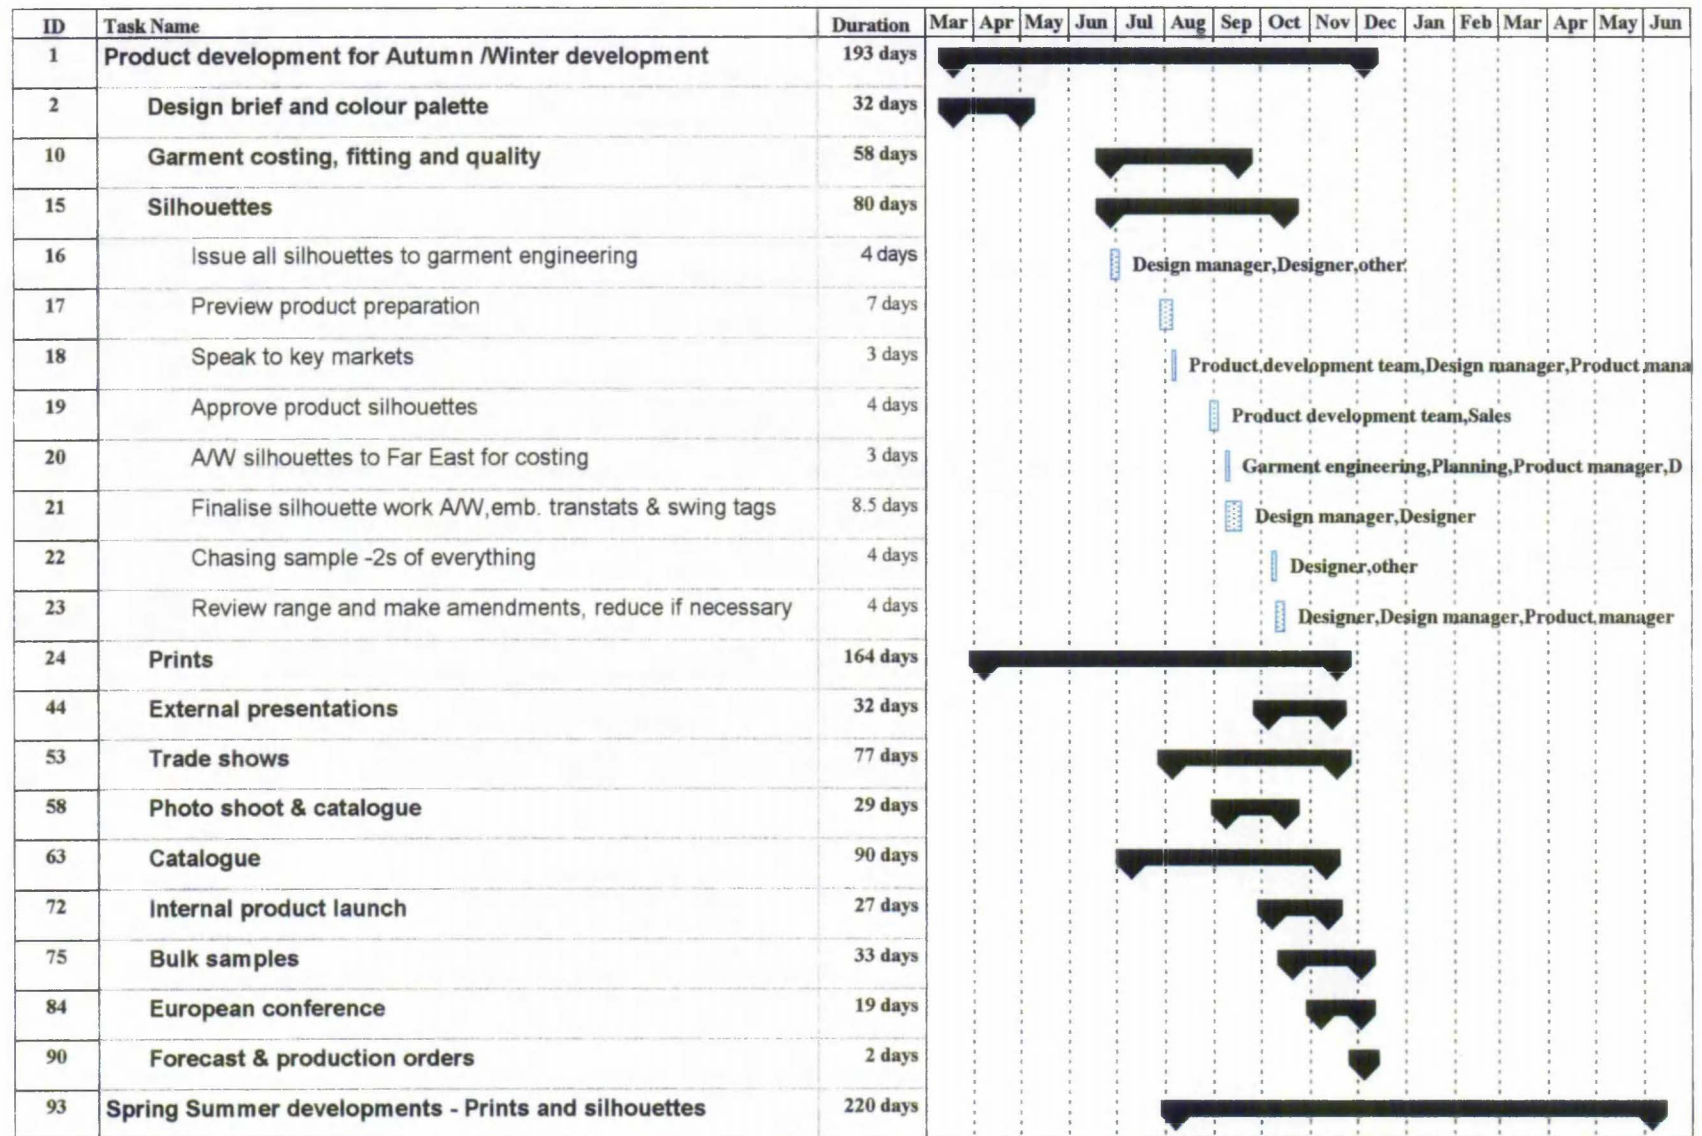 ID Task Name Duration Mar Apr May Jun Jul Aug Sep Oct Nov Dec Jan Feb Mar Apr May Jun
1 Product development for Autumn /Winter development 193 days
2 Design brief and colour palette 32 days
10 Garment costing, fitting and quality 58 days
15 Silhouettes 80 days
16 Issue all silhouettes to garment engineering 4 days Design manager,Designer,other
17 Preview product preparation 7 days
18 Speak to key markets 3 days Product development team,Design manager,Product mana
19 Approve product silhouettes 4 days Product development team,Sales
20 A/W silhouettes to Far East for costing 3 days Garment engineering,Planning,Product manager,D
21 Finalise silhouette work A/W,emb. transtats & swing tags 8.5 days Design manager,Designer
22 Chasing sample -2s of everything 4 days Designer,other
23 Review range and make amendments, reduce if necessary 4 days Designer,Design manager,Product manager
24 Prints 164 days
44 External presentations 32 days
53 Trade shows 77 days
58 Photo shoot & catalogue 29 days
63 Catalogue 90 days
72 Internal product launch 27 days
75 Bulk samples 33 days
84 European conference 19 days
90 Forecast & production orders 2 days
93 Spring Summer developments - Prints and silhouettes 220 days